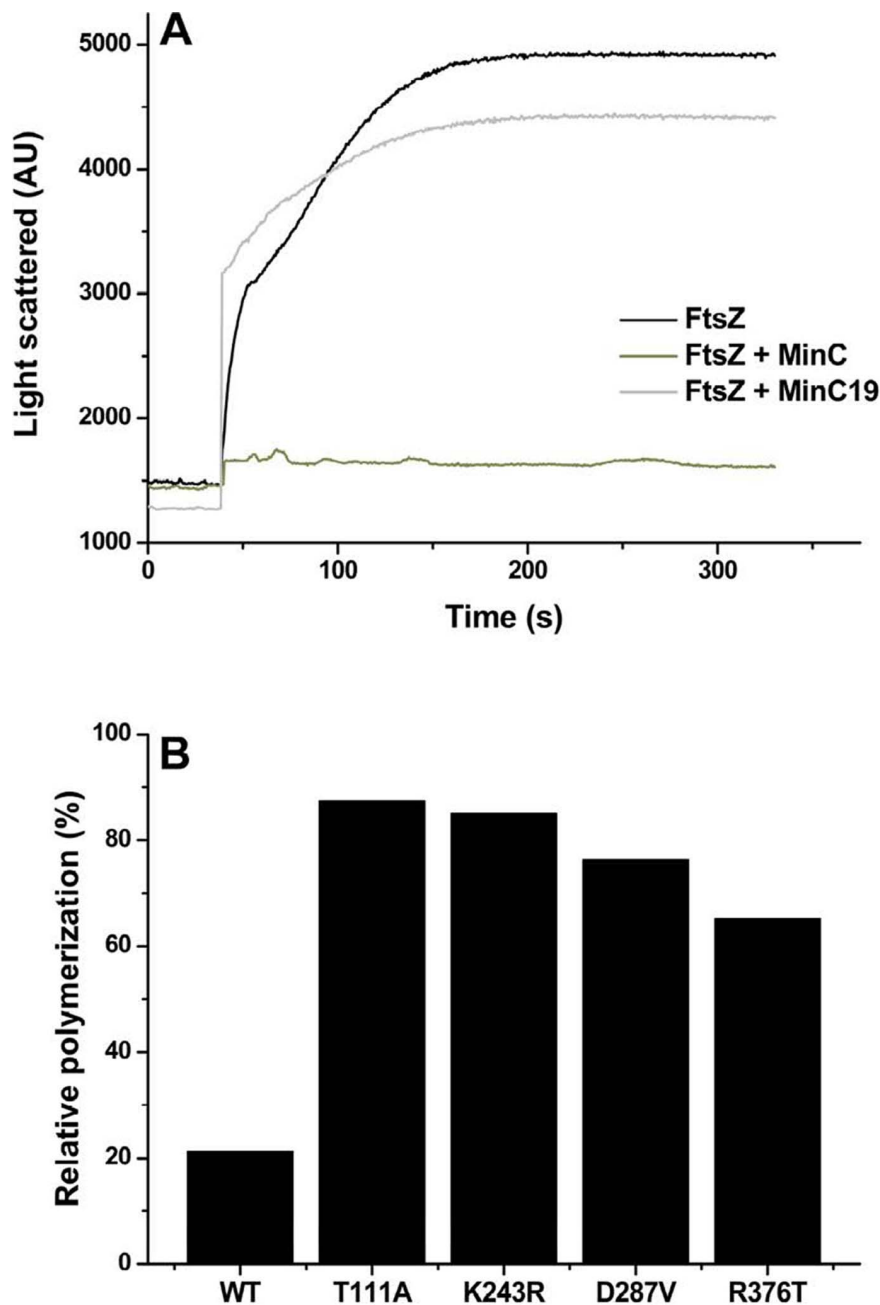 A
5000
4000
3000
2000
1000
Light scattered (AU)
FtsZ
FtsZ + MinC
FtsZ + MinC19
0
100
200
300
Time (s)
B
100
80
60
40
20
0
Relative polymerization (%)
WT
T111A
K243R
D287V
R376T